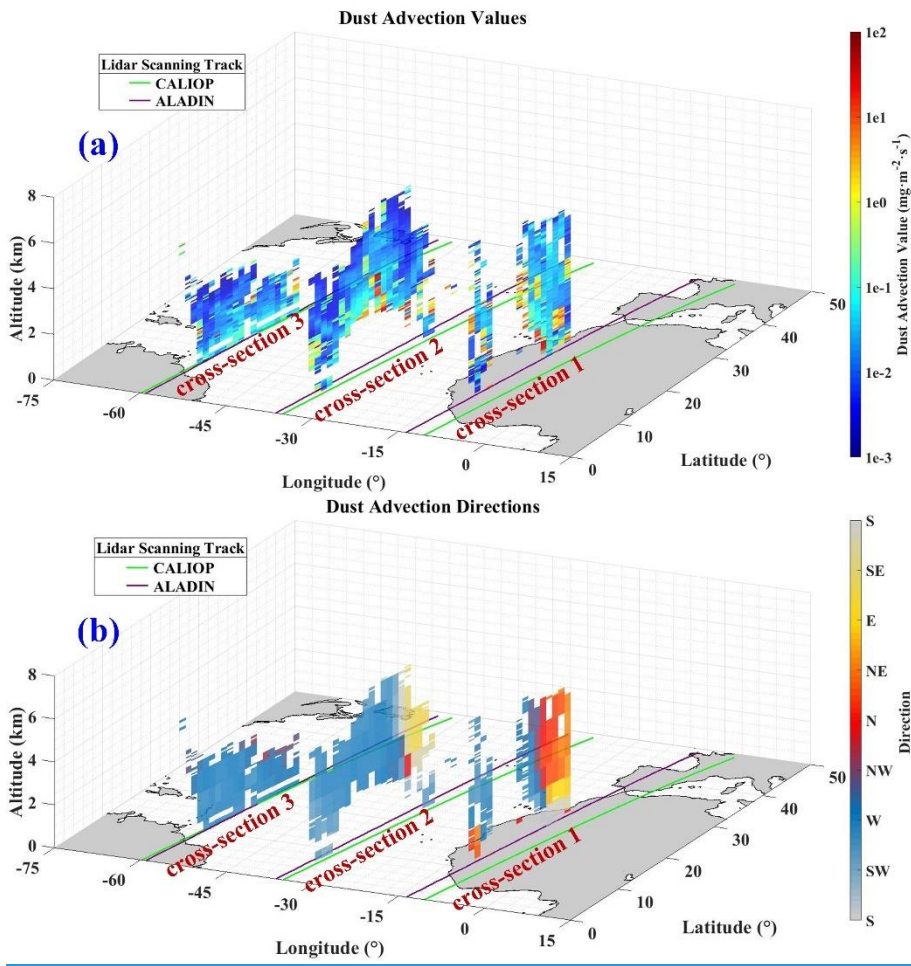 Dust Advection Values
Lidar Scanning Track
CALIOP
ALADIN
(a)
8
6
4
2
0
Altitude (km)
-75
-60
-45
-30
-15
0
15
Longitude (°)
0
10
20
30
40
50
Latitude (°)
cross-section 3
cross-section 2
cross-section 1
1e2
1e1
1e0
1e-1
1e-2
1e-3
Dust Advection Value (mg·m⁻²·s⁻¹)
Dust Advection Directions
Lidar Scanning Track
CALIOP
ALADIN
(b)
8
6
4
2
0
Altitude (km)
-75
-60
-45
-30
-15
0
15
Longitude (°)
0
10
20
30
40
50
Latitude (°)
cross-section 3
cross-section 2
cross-section 1
S
SE
E
NE
N
NW
W
SW
S
Direction